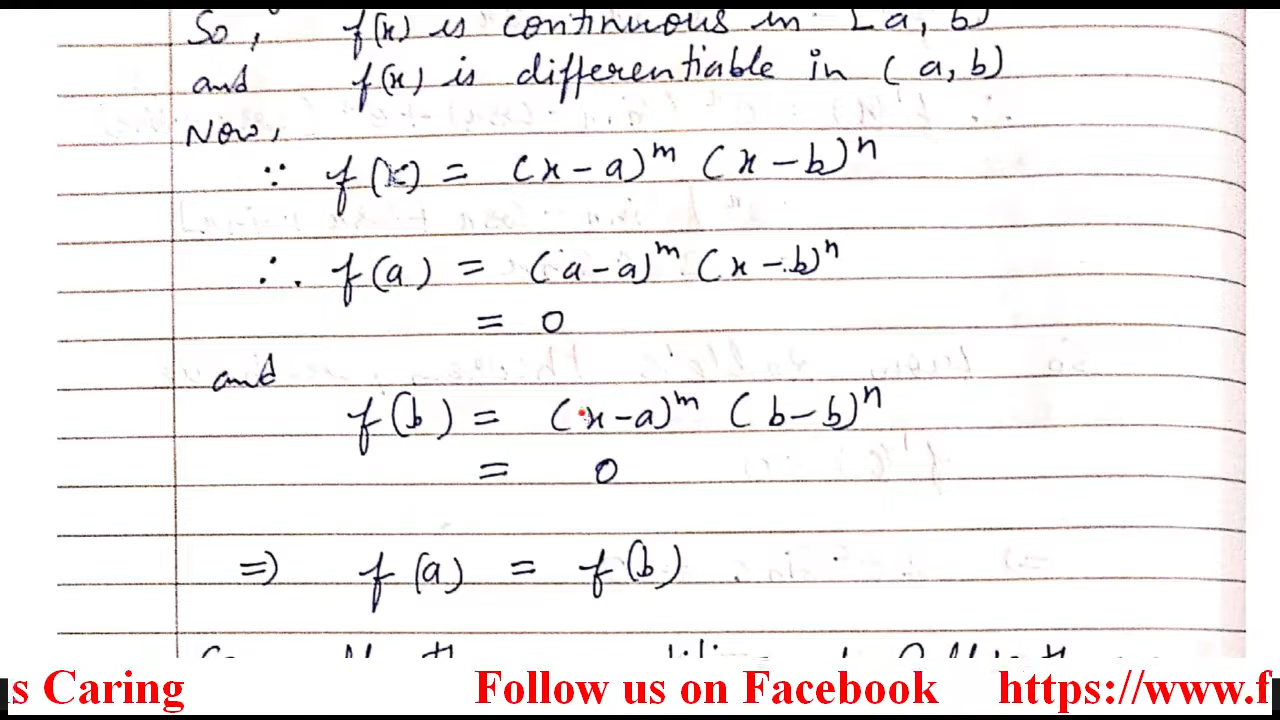 So, f(x) is continuous in [a, b]
and f(x) is differentiable in (a, b)
Now,
∵ f(x) = (x-a)^m (x-b)^n
∴ f(a) = (a-a)^m (x-b)^n
= 0
and
f(b) = (x-a)^m (b-b)^n
= 0
⇒ f(a) = f(b)
s Caring Follow us on Facebook https://www.f